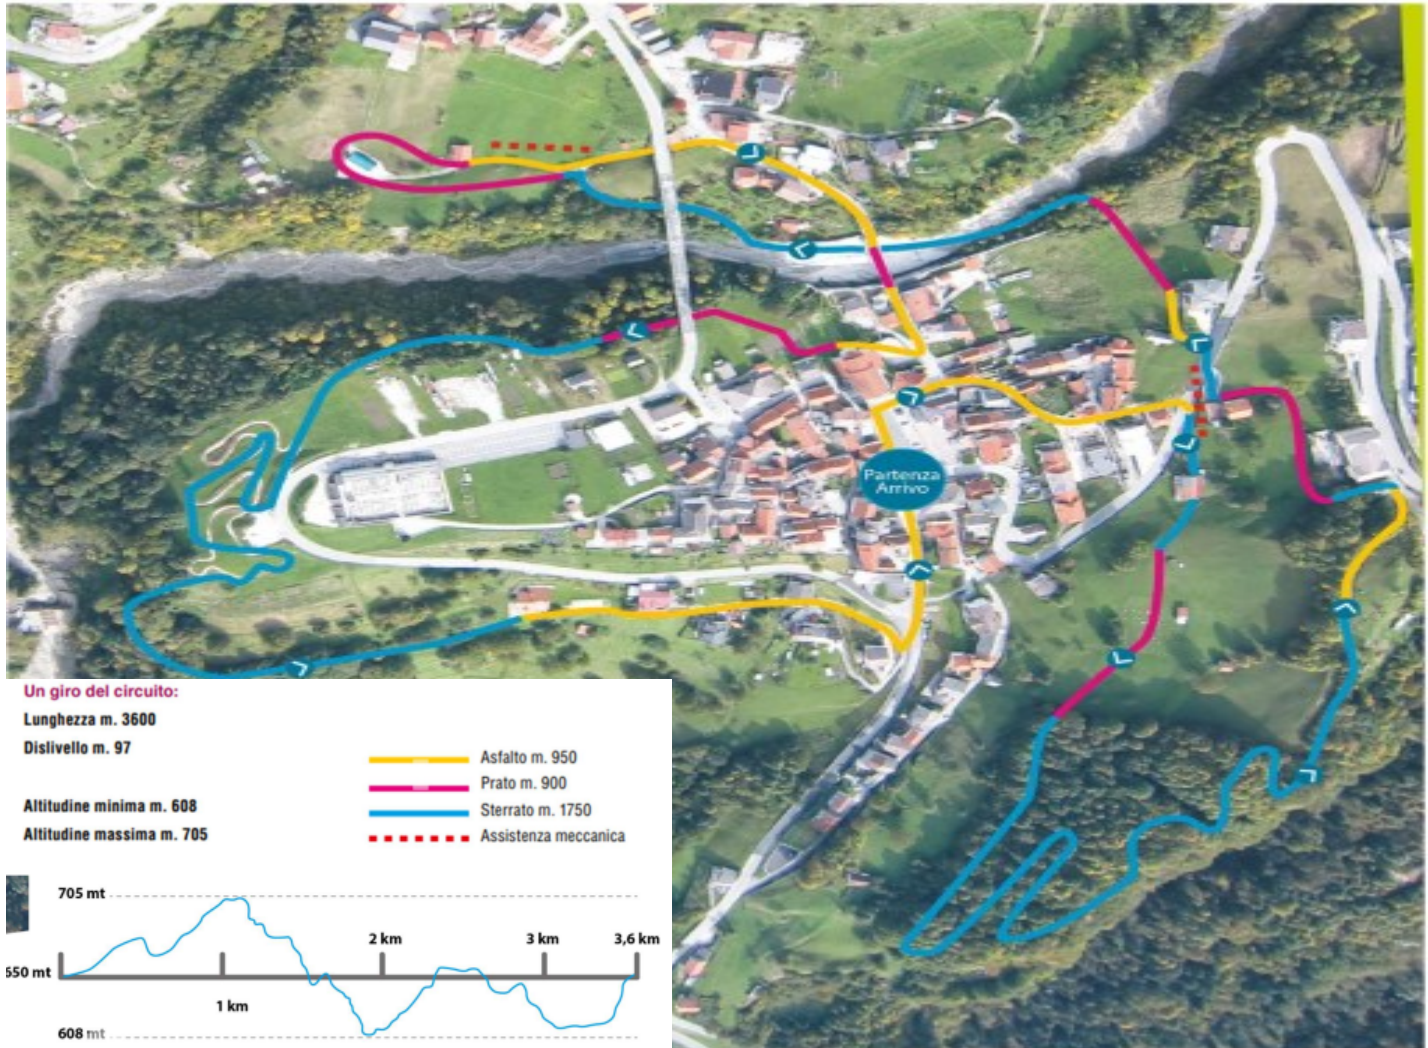 Partenza
Arrivo
Un giro del circuito:
Lunghezza m. 3600
Dislivello m. 97
Altitudine minima m. 608
Altitudine massima m. 705
Asfalto m. 950
Prato m. 900
Sterrato m. 1750
Assistenza meccanica
705 mt
2 km
3 km
3,6 km
650 mt
1 km
608 mt